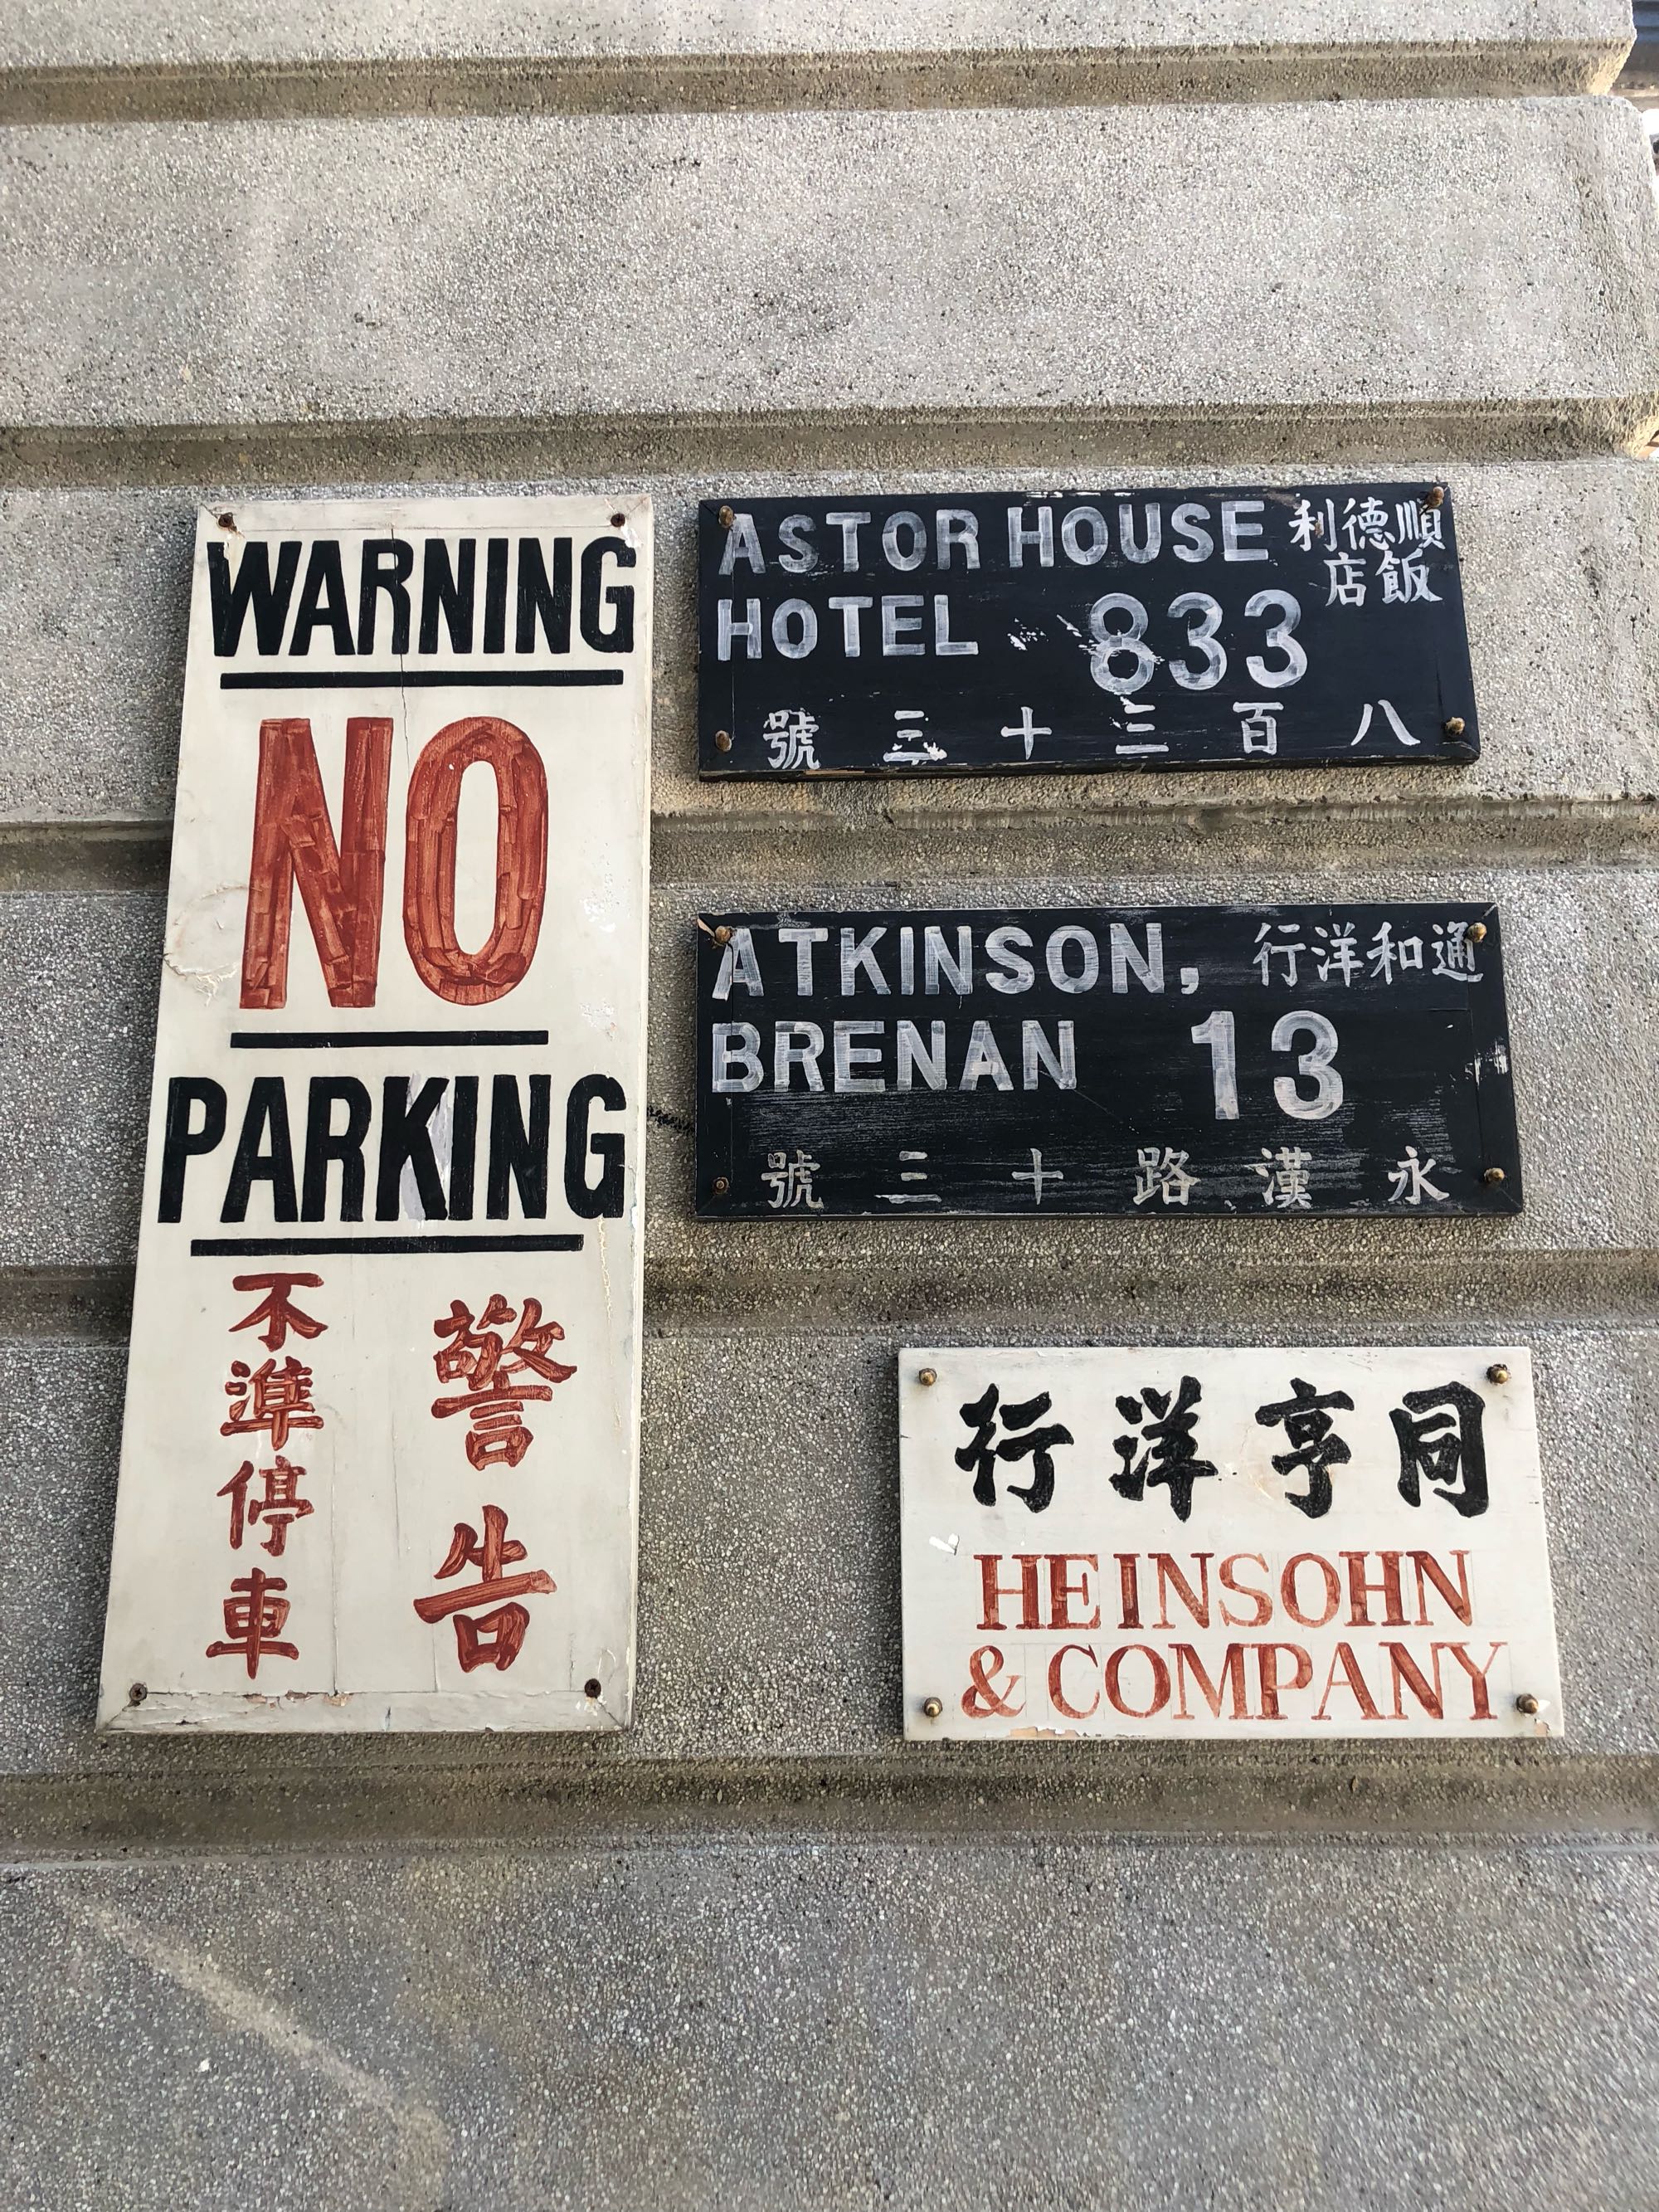 WARNING
NO
PARKING
警告
不準停車
ASTOR HOUSE
HOTEL 833
順德利
飯店
八百三十三號
ATKINSON, 通和洋行
BRENAN 13
永漢路十三號
同亨洋行
HEINSOHN
& COMPANY